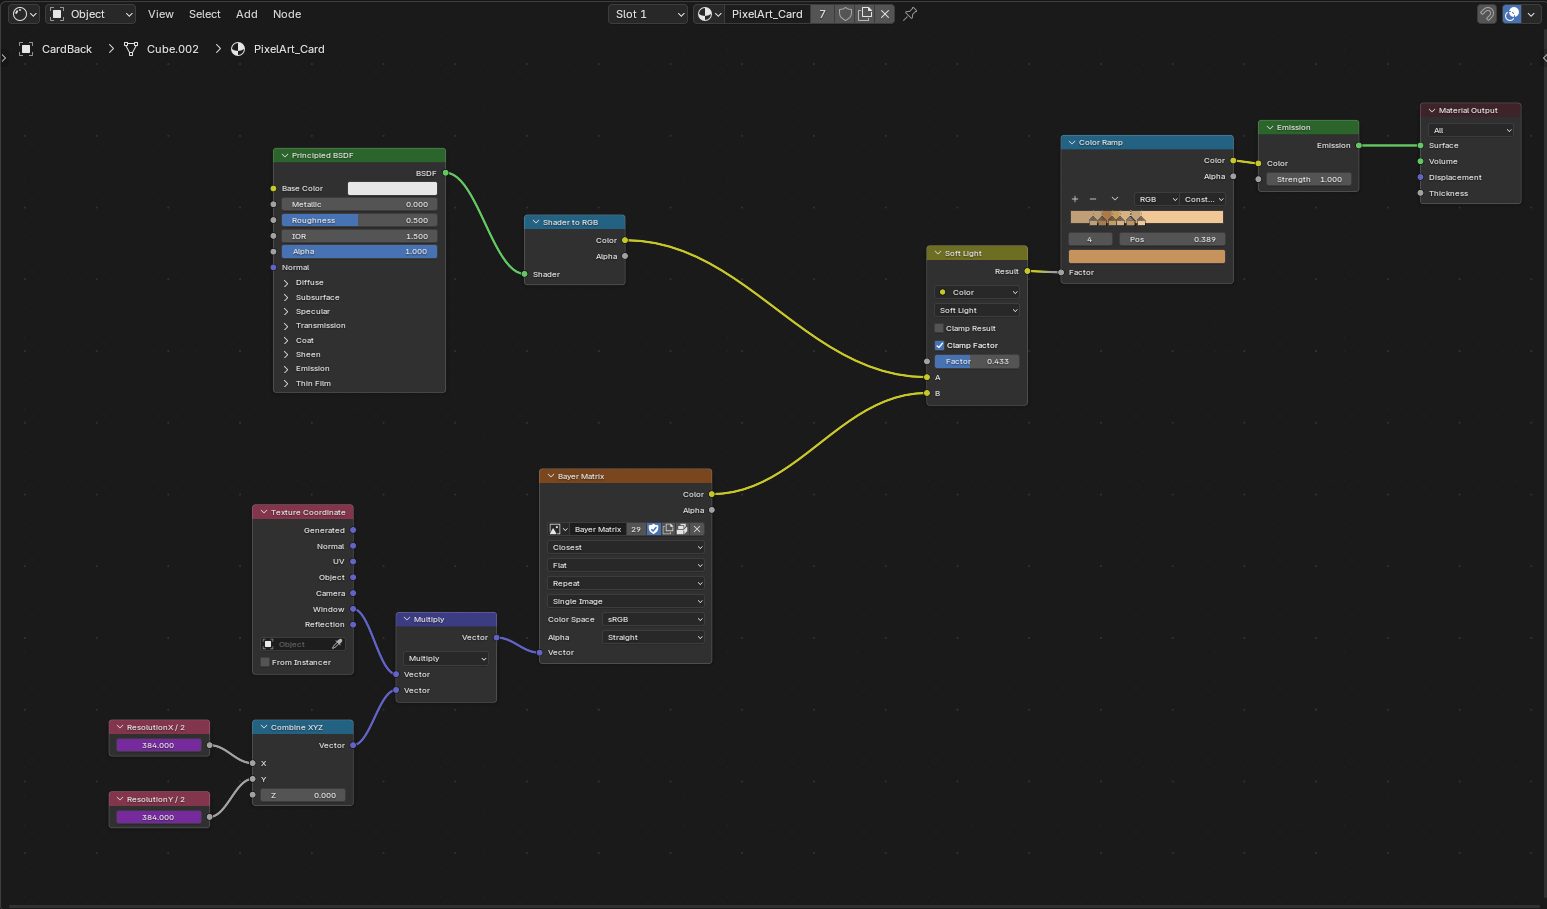 Object View Select Add Node Slot 1 PixelArt_Card 7
CardBack Cube.002 PixelArt_Card
Material Output
All
Surface
Volume
Displacement
Thickness
Emission
Emission
Color
Strength 1.000
Color Ramp
Color
Alpha
RGB Const...
4 Pos 0.389
Factor
Principled BSDF
BSDF
Base Color
Metallic 0.000
Roughness 0.500
IOR 1.500
Alpha 1.000
Normal
Diffuse
Subsurface
Specular
Transmission
Coat
Sheen
Emission
Thin Film
Shader to RGB
Color
Alpha
Shader
Soft Light
Result
Color
Soft Light
Clamp Result
Clamp Factor
Factor 0.433
A
B
Bayer Matrix
Color
Alpha
Bayer Matrix 29
Closest
Flat
Repeat
Single Image
Color Space sRGB
Alpha Straight
Vector
Texture Coordinate
Generated
Normal
UV
Object
Camera
Window
Reflection
Object
From Instancer
Multiply
Vector
Multiply
Vector
Vector
ResolutionX / 2
384.000
Combine XYZ
Vector
X
Y
Z 0.000
ResolutionY / 2
384.000